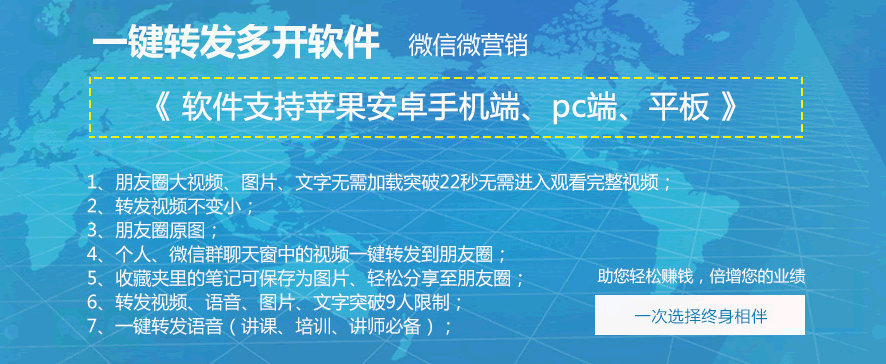 一键转发多开软件 微信微营销
《 软件支持苹果安卓手机端、pc端、平板 》
1、朋友圈大视频、图片、文字无需加载突破22秒无需进入观看完整视频；
2、转发视频不变小；
3、朋友圈原图；
4、个人、微信群聊天窗中的视频一键转发到朋友圈；
5、收藏夹里的笔记可保存为图片、轻松分享至朋友圈；
6、转发视频、语音、图片、文字突破9人限制；
7、一键转发语音（讲课、培训、讲师必备）；
助您轻松赚钱，倍增您的业绩
一次选择终身相伴